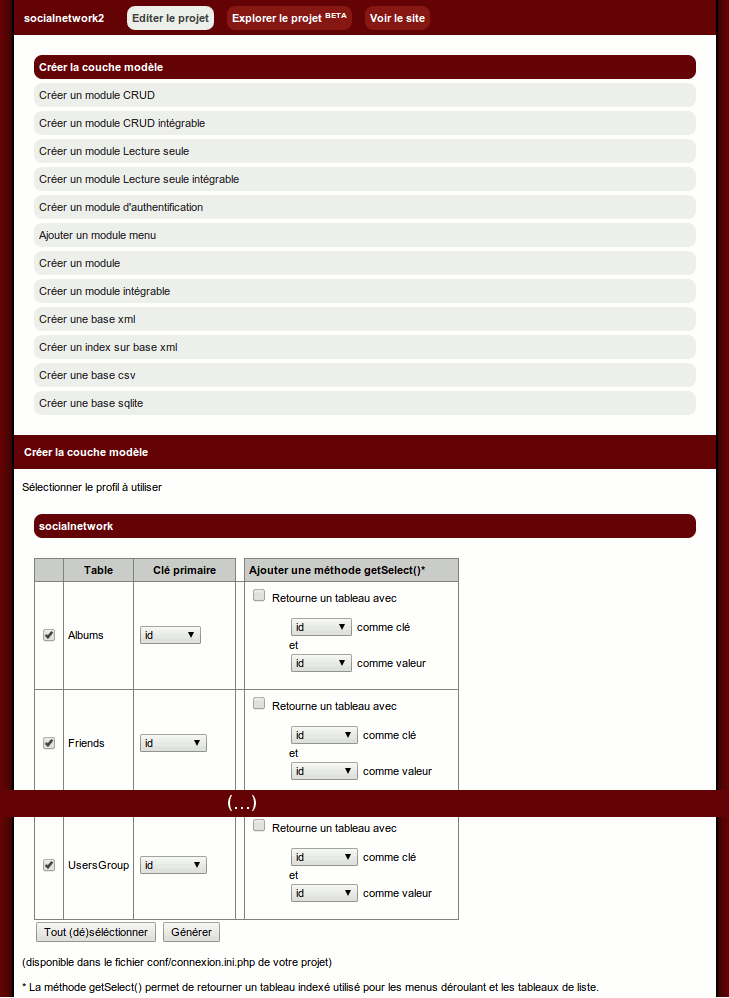 socialnetwork2 Editer le projet Explorer le projet BETA Voir le site
Créer la couche modèle
Créer un module CRUD
Créer un module CRUD intégrable
Créer un module Lecture seule
Créer un module Lecture seule intégrable
Créer un module d'authentification
Ajouter un module menu
Créer un module
Créer un module intégrable
Créer une base xml
Créer un index sur base xml
Créer une base csv
Créer une base sqlite
Créer la couche modèle
Sélectionner le profil à utiliser
socialnetwork
Table Clé primaire Ajouter une méthode getSelect()*
Retourne un tableau avec
Albums id
id comme clé
et
id comme valeur
Retourne un tableau avec
Friends id
id comme clé
et
id comme valeur
(...)
Retourne un tableau avec
UsersGroup id
id comme clé
et
id comme valeur
Tout (dé)séléctionner Générer
(disponible dans le fichier conf/connexion.ini.php de votre projet)
* La méthode getSelect() permet de retourner un tableau indexé utilisé pour les menus déroulant et les tableaux de liste.